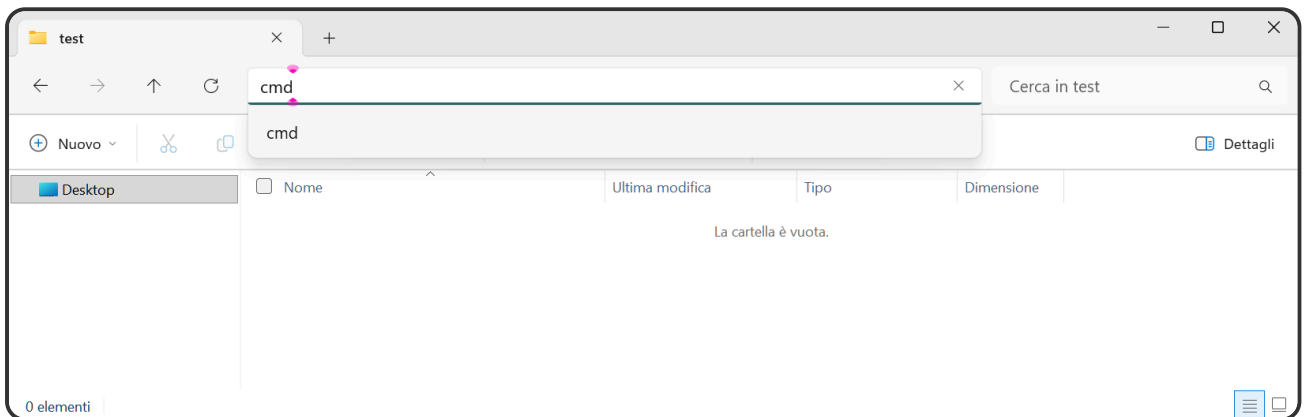 test
cmd
Cerca in test
cmd
Nuovo
Dettagli
Desktop
Nome Ultima modifica Tipo Dimensione
La cartella è vuota.
0 elementi